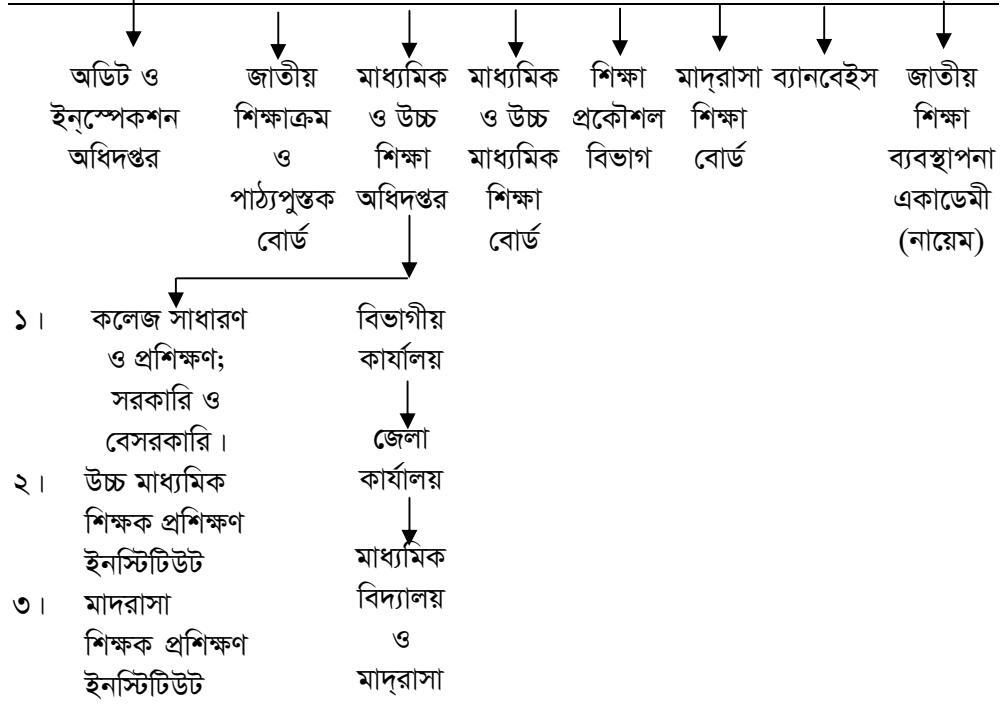 অডিট ও জাতীয় মাধ্যমিক মাধ্যমিক শিক্ষা মাদ্‌রাসা ব্যানবেইস জাতীয়
ইন্‌স্পেকশন শিক্ষাক্রম ও উচ্চ ও উচ্চ প্রকৌশল শিক্ষা শিক্ষা
অধিদপ্তর ও শিক্ষা মাধ্যমিক বিভাগ বোর্ড ব্যবস্থাপনা
পাঠ্যপুস্তক অধিদপ্তর শিক্ষা একাডেমী
বোর্ড বোর্ড (নায়েম)
১। কলেজ সাধারণ বিভাগীয়
ও প্রশিক্ষণ; কার্যালয়
সরকারি ও
বেসরকারি। জেলা
২। উচ্চ মাধ্যমিক কার্যালয়
শিক্ষক প্রশিক্ষণ
ইনস্টিটিউট মাধ্যমিক
৩। মাদরাসা বিদ্যালয়
শিক্ষক প্রশিক্ষণ ও
ইনস্টিটিউট মাদ্‌রাসা